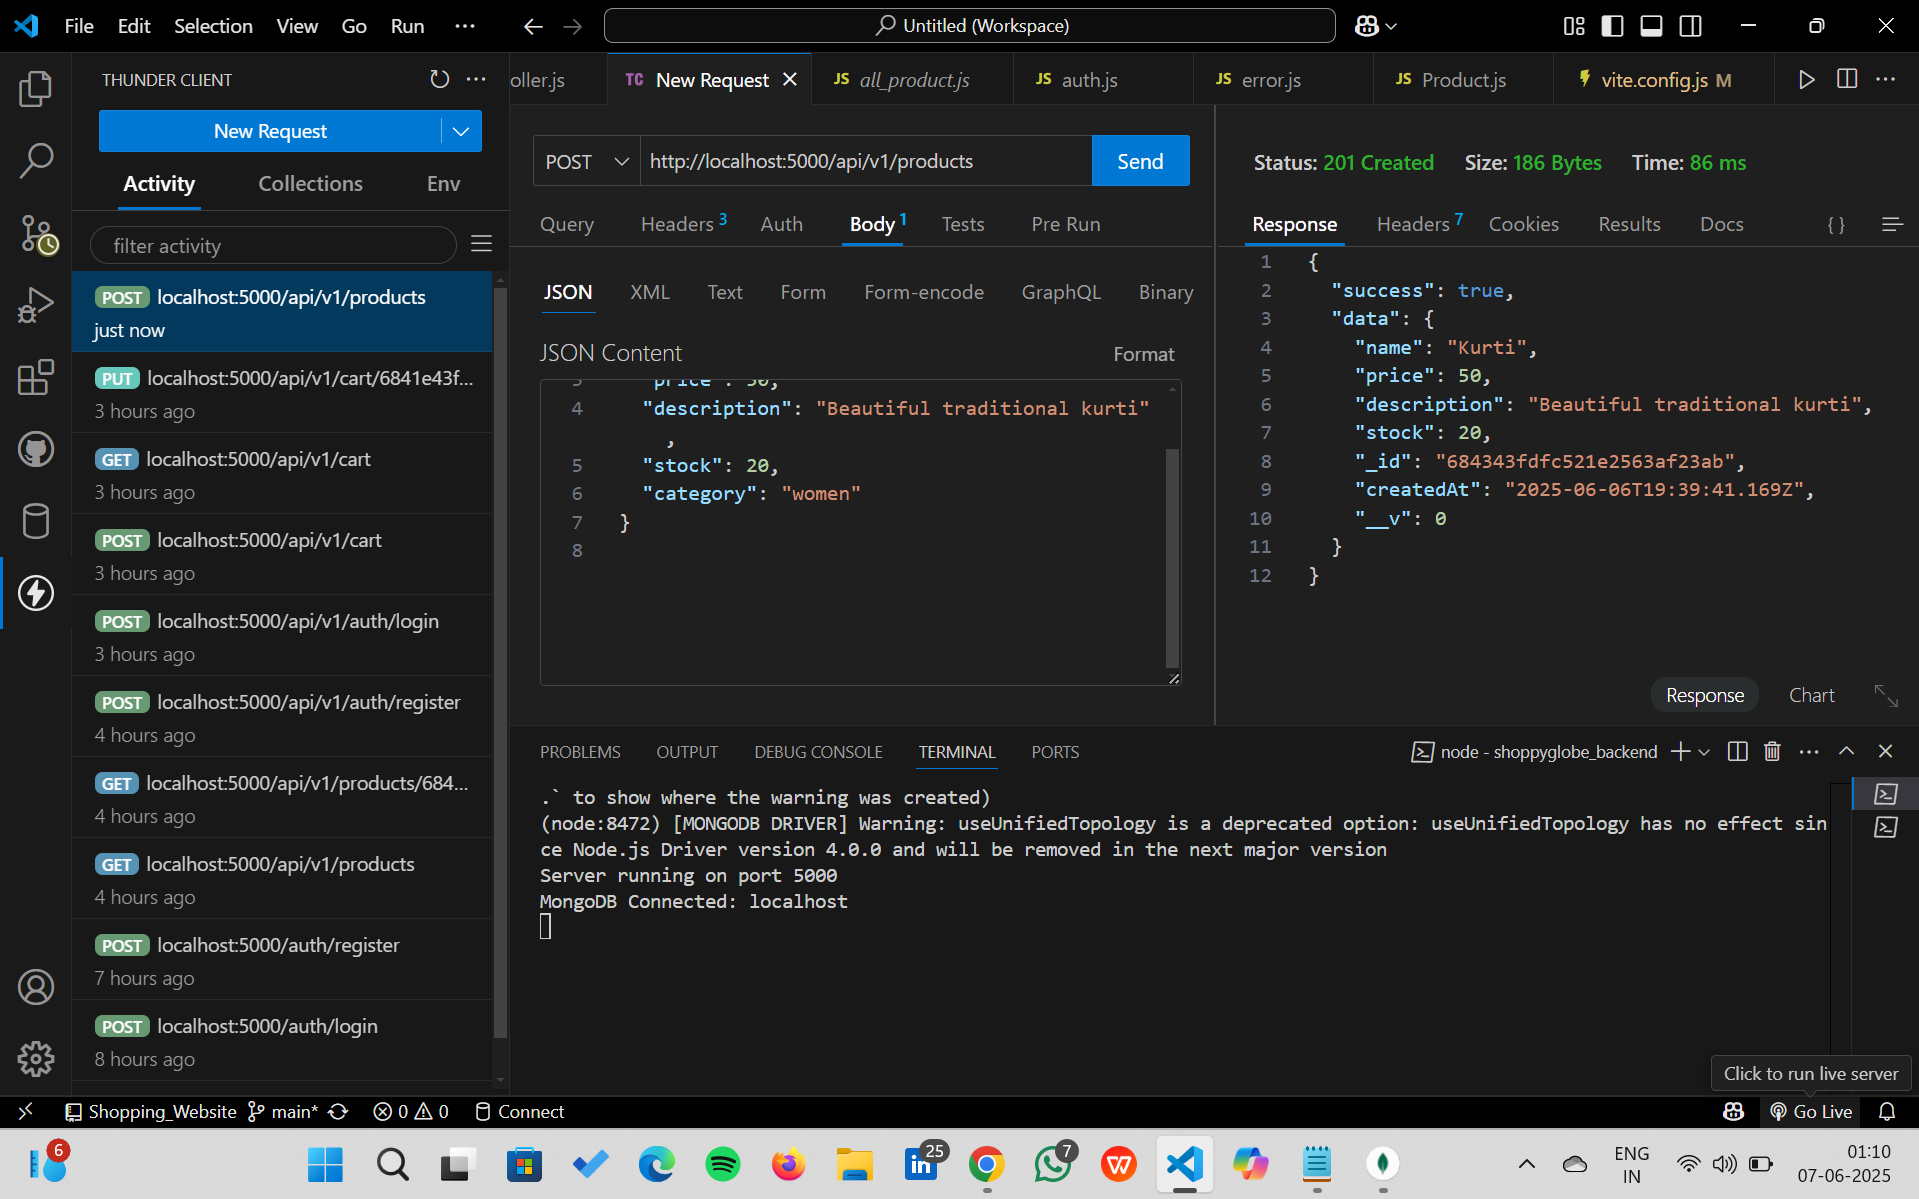 File Edit Selection View Go Run ···
Untitled (Workspace)
THUNDER CLIENT
New Request
Activity Collections Env
filter activity
POST localhost:5000/api/v1/products
just now
PUT localhost:5000/api/v1/cart/6841e43f...
3 hours ago
GET localhost:5000/api/v1/cart
3 hours ago
POST localhost:5000/api/v1/cart
3 hours ago
POST localhost:5000/api/v1/auth/login
3 hours ago
POST localhost:5000/api/v1/auth/register
4 hours ago
GET localhost:5000/api/v1/products/684...
4 hours ago
GET localhost:5000/api/v1/products
4 hours ago
POST localhost:5000/auth/register
7 hours ago
POST localhost:5000/auth/login
8 hours ago
oller.js TC New Request JS all_product.js JS auth.js JS error.js JS Product.js vite.config.js M
POST http://localhost:5000/api/v1/products Send
Query Headers 3 Auth Body 1 Tests Pre Run
JSON XML Text Form Form-encode GraphQL Binary
JSON Content Format
3 "price": 50,
4 "description": "Beautiful traditional kurti"
,
5 "stock": 20,
6 "category": "women"
7 }
8
Status: 201 Created Size: 186 Bytes Time: 86 ms
Response Headers 7 Cookies Results Docs { }
1 {
2 "success": true,
3 "data": {
4 "name": "Kurti",
5 "price": 50,
6 "description": "Beautiful traditional kurti",
7 "stock": 20,
8 "_id": "684343fdfc521e2563af23ab",
9 "createdAt": "2025-06-06T19:39:41.169Z",
10 "__v": 0
11 }
12 }
Response Chart
PROBLEMS OUTPUT DEBUG CONSOLE TERMINAL PORTS node - shoppyglobe_backend
.` to show where the warning was created)
(node:8472) [MONGODB DRIVER] Warning: useUnifiedTopology is a deprecated option: useUnifiedTopology has no effect sin
ce Node.js Driver version 4.0.0 and will be removed in the next major version
Server running on port 5000
MongoDB Connected: localhost
Click to run live server
Shopping_Website main* 0 0 Connect Go Live
6
25
7
ENG
IN
01:10
07-06-2025